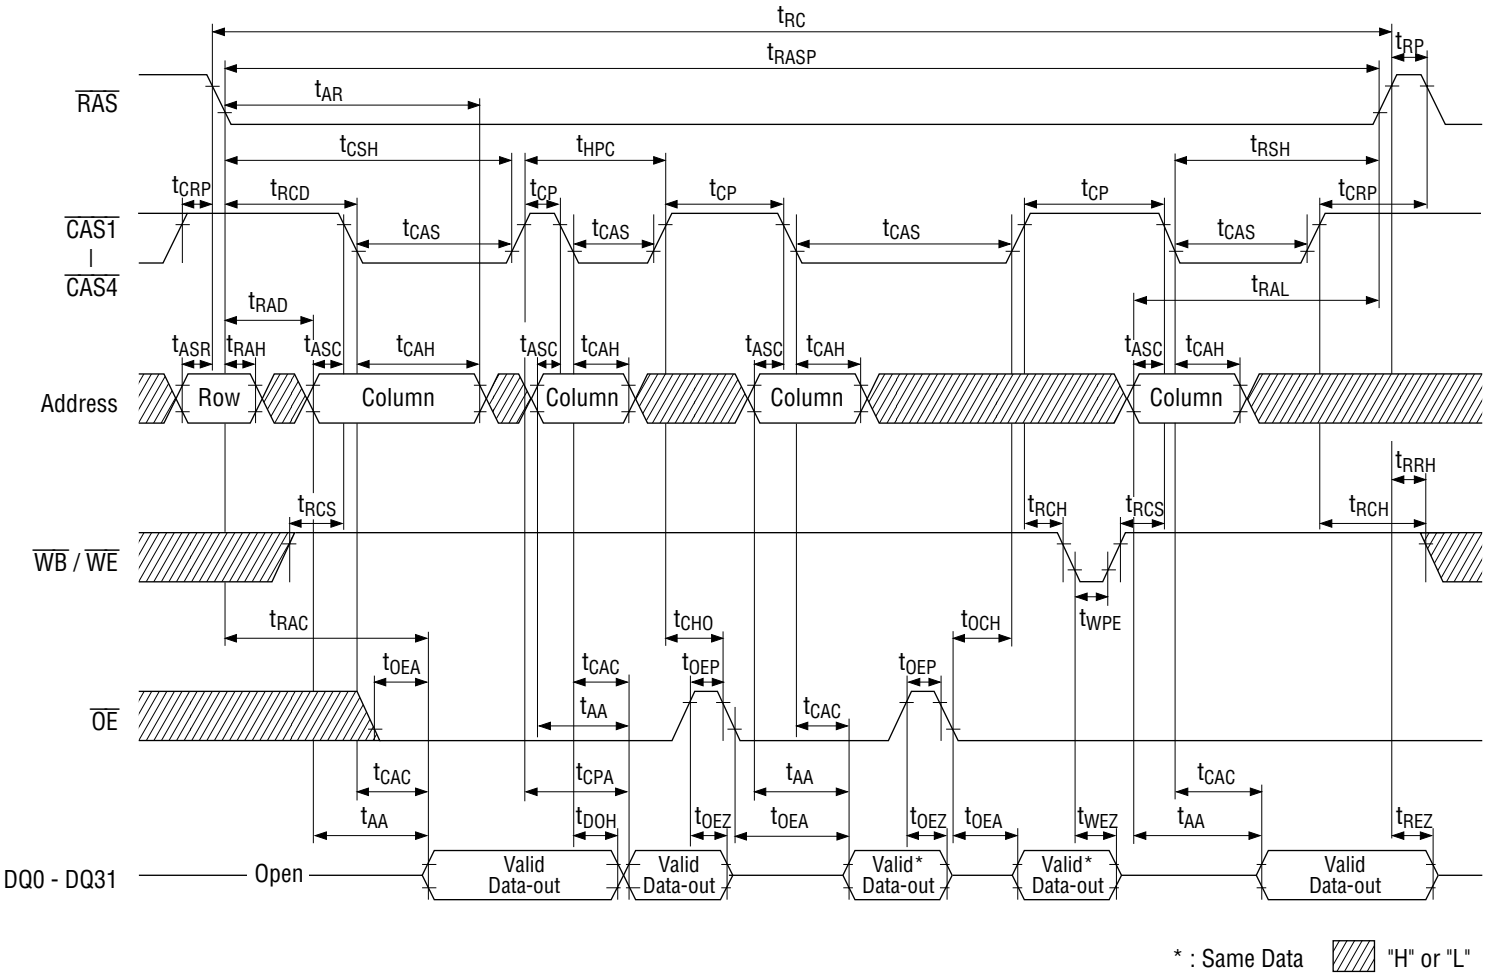 tRC
tRASP
tRP
RAS
tAR
tCSH
tHPC
tRSH
tCRP
tRCD
tCP
tCP
tCP
tCRP
CAS1
|
CAS4
tCAS
tCAS
tCAS
tCAS
tRAD
tRAL
tASR
tRAH
tASC
tCAH
tASC
tCAH
tASC
tCAH
tASC
tCAH
Address
Row
Column
Column
Column
Column
tRRH
tRCS
tRCH
tRCS
tRCH
WB / WE
tWPE
tRAC
tCHO
tOCH
tOEA
tCAC
tOEP
tOEP
OE
tAA
tCAC
tCAC
tCPA
tAA
tCAC
tAA
tDOH
tOEZ
tOEA
tOEZ
tOEA
tWEZ
tAA
tREZ
DQ0 - DQ31
Open
Valid
Data-out
Valid
Data-out
Valid*
Data-out
Valid*
Data-out
Valid
Data-out
* : Same Data
"H" or "L"